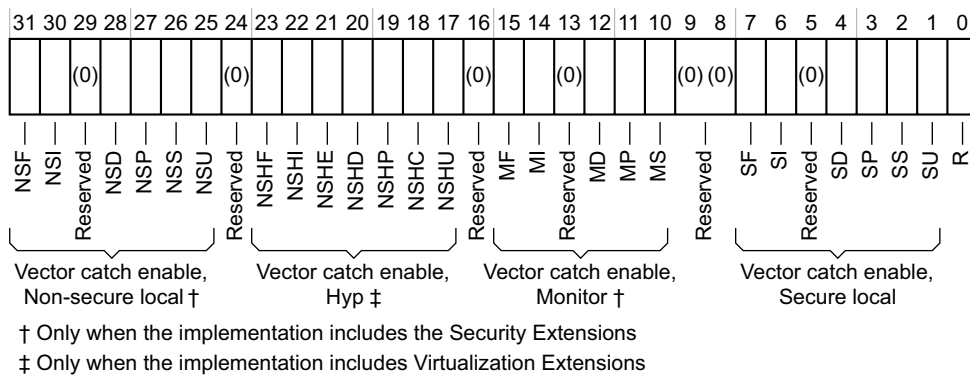 31 30 29 28 27 26 25 24 23 22 21 20 19 18 17 16 15 14 13 12 11 10 9 8 7 6 5 4 3 2 1 0
(0) (0) (0) (0) (0) (0) (0)
NSF NSI Reserved NSD NSP NSS NSU Reserved NSHF NSHI NSHE NSHD NSHP NSHC NSHU Reserved MF MI Reserved MD MP MS Reserved SF SI Reserved SD SP SS SU R
Vector catch enable, Vector catch enable, Vector catch enable, Vector catch enable,
Non-secure local † Hyp ‡ Monitor † Secure local
† Only when the implementation includes the Security Extensions
‡ Only when the implementation includes Virtualization Extensions